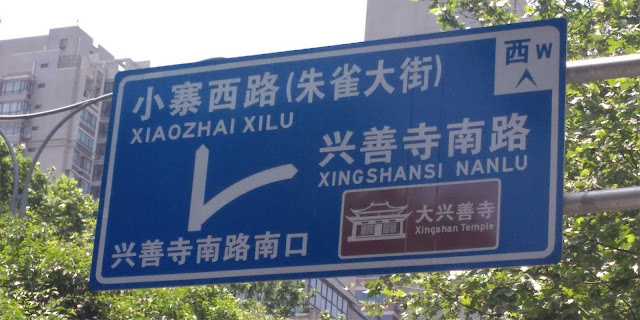 小寨西路(朱雀大街)
XIAOZHAI XILU
西 W
兴善寺南路
XINGSHANSI NANLU
大兴善寺
Xingshan Temple
兴善寺南路南口